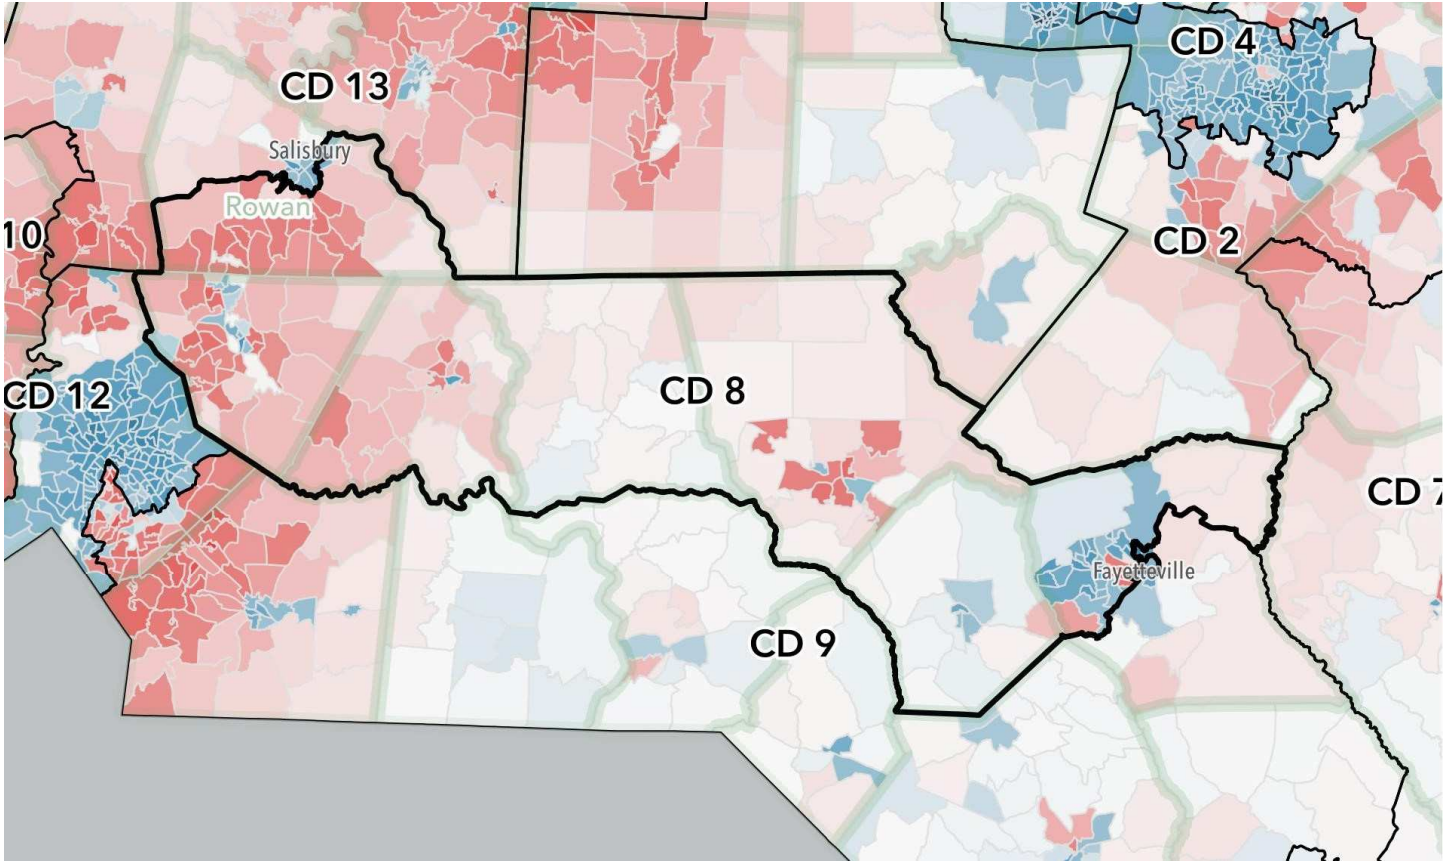 CD 4
CD 13
Salisbury
Rowan
10
CD 2
CD 12
CD 8
CD 7
Fayetteville
CD 9